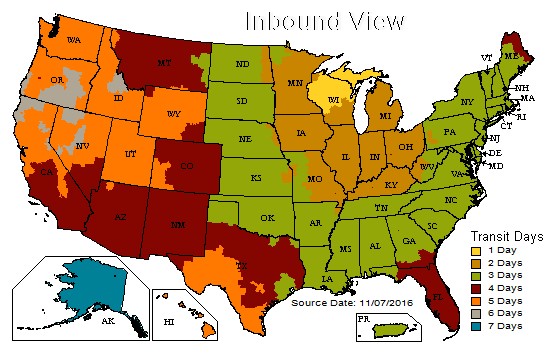 Inbound View
WA
OR
CA
NV
ID
MT
WY
UT
AZ
CO
NM
ND
SD
NE
KS
OK
TX
MN
IA
MO
AR
LA
WI
MI
IL
IN
OH
KY
WV
TN
MS
AL
GA
FL
SC
NC
VA
PA
NY
VT
ME
NH
MA
RI
CT
NJ
DE
MD
AK
HI
PR
Source Date: 11/07/2016
Transit Days
1 Day
2 Days
3 Days
4 Days
5 Days
6 Days
7 Days